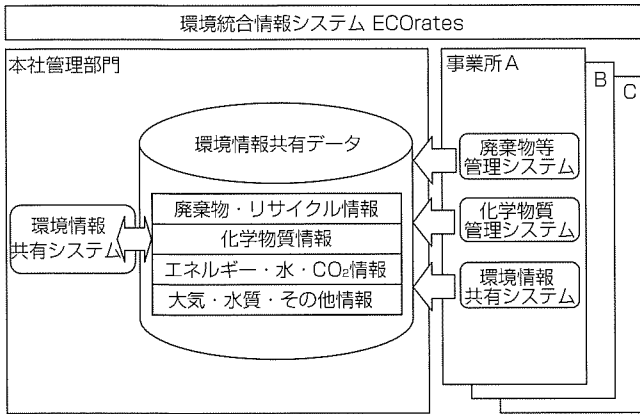 環境統合情報システム ECOrates
本社管理部門
環境情報共有データ
廃棄物・リサイクル情報
化学物質情報
エネルギー・水・CO₂情報
大気・水質・その他情報
環境情報
共有システム
事業所A
B
C
廃棄物等
管理システム
化学物質
管理システム
環境情報
共有システム